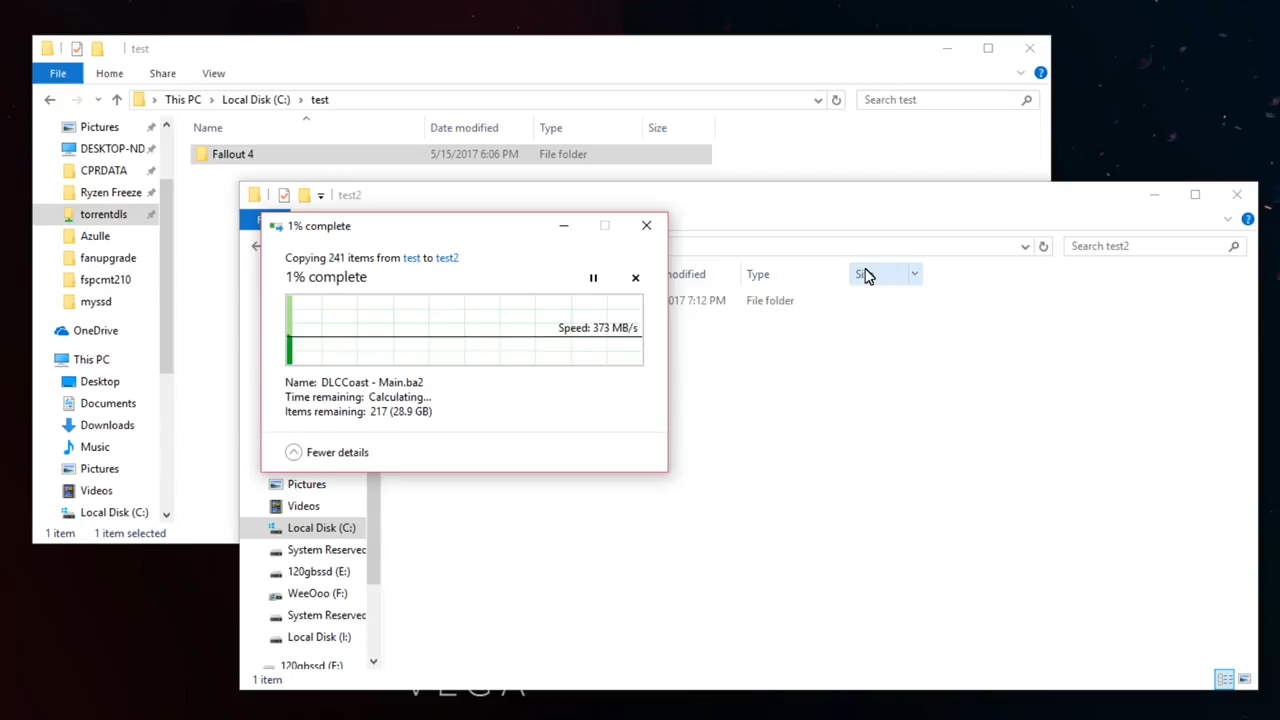 test
File Home Share View
This PC Local Disk (C:) test
Search test
Name Date modified Type Size
Fallout 4 5/15/2017 6:06 PM File folder
Pictures
DESKTOP-ND
CPRDATA
Ryzen Freeze
torrentdls
Azulle
fanupgrade
fspcmt210
myssd
OneDrive
This PC
Desktop
Documents
Downloads
Music
Pictures
Videos
Local Disk (C:)
1 item 1 item selected
test2
Search test2
modified Type
017 7:12 PM File folder
1% complete
Copying 241 items from test to test2
1% complete
Speed: 373 MB/s
Name: DLCCoast - Main.ba2
Time remaining: Calculating...
Items remaining: 217 (28.9 GB)
Fewer details
Pictures
Videos
Local Disk (C:)
System Reserved
120gbssd (E:)
WeeOoo (F:)
System Reserved
Local Disk (I:)
120gbssd (E:)
1 item
VEGA